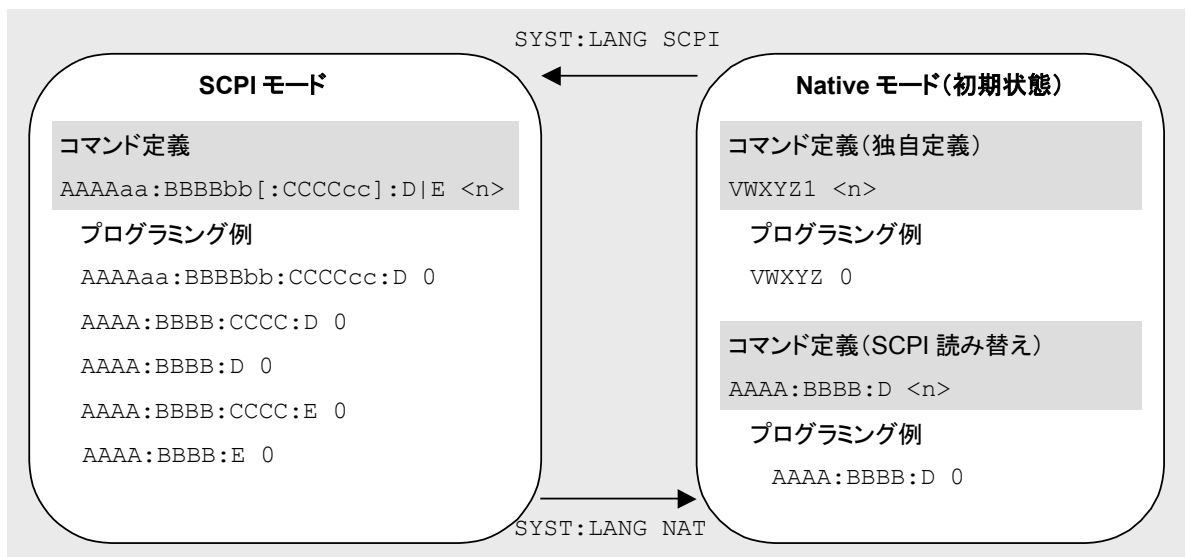 SYST:LANG SCPI
SCPI モード
コマンド定義
AAAAaa:BBBBbb[:CCCCcc]:D|E <n>
プログラミング例
AAAAaa:BBBBbb:CCCCcc:D 0
AAAA:BBBB:CCCC:D 0
AAAA:BBBB:D 0
AAAA:BBBB:CCCC:E 0
AAAA:BBBB:E 0
Native モード(初期状態)
コマンド定義(独自定義)
VWXYZ1 <n>
プログラミング例
VWXYZ 0
コマンド定義(SCPI 読み替え)
AAAA:BBBB:D <n>
プログラミング例
AAAA:BBBB:D 0
SYST:LANG NAT